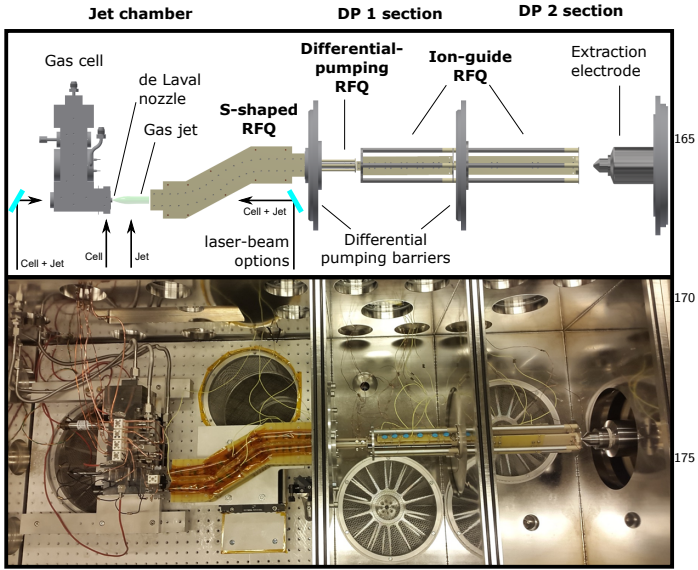 Jet chamber
DP 1 section
DP 2 section
Gas cell
de Laval
nozzle
Gas jet
S-shaped
RFQ
Differential-
pumping
RFQ
Ion-guide
RFQ
Extraction
electrode
165
Cell + Jet
Cell
Jet
Cell + Jet
laser-beam
options
Differential
pumping barriers
170
175